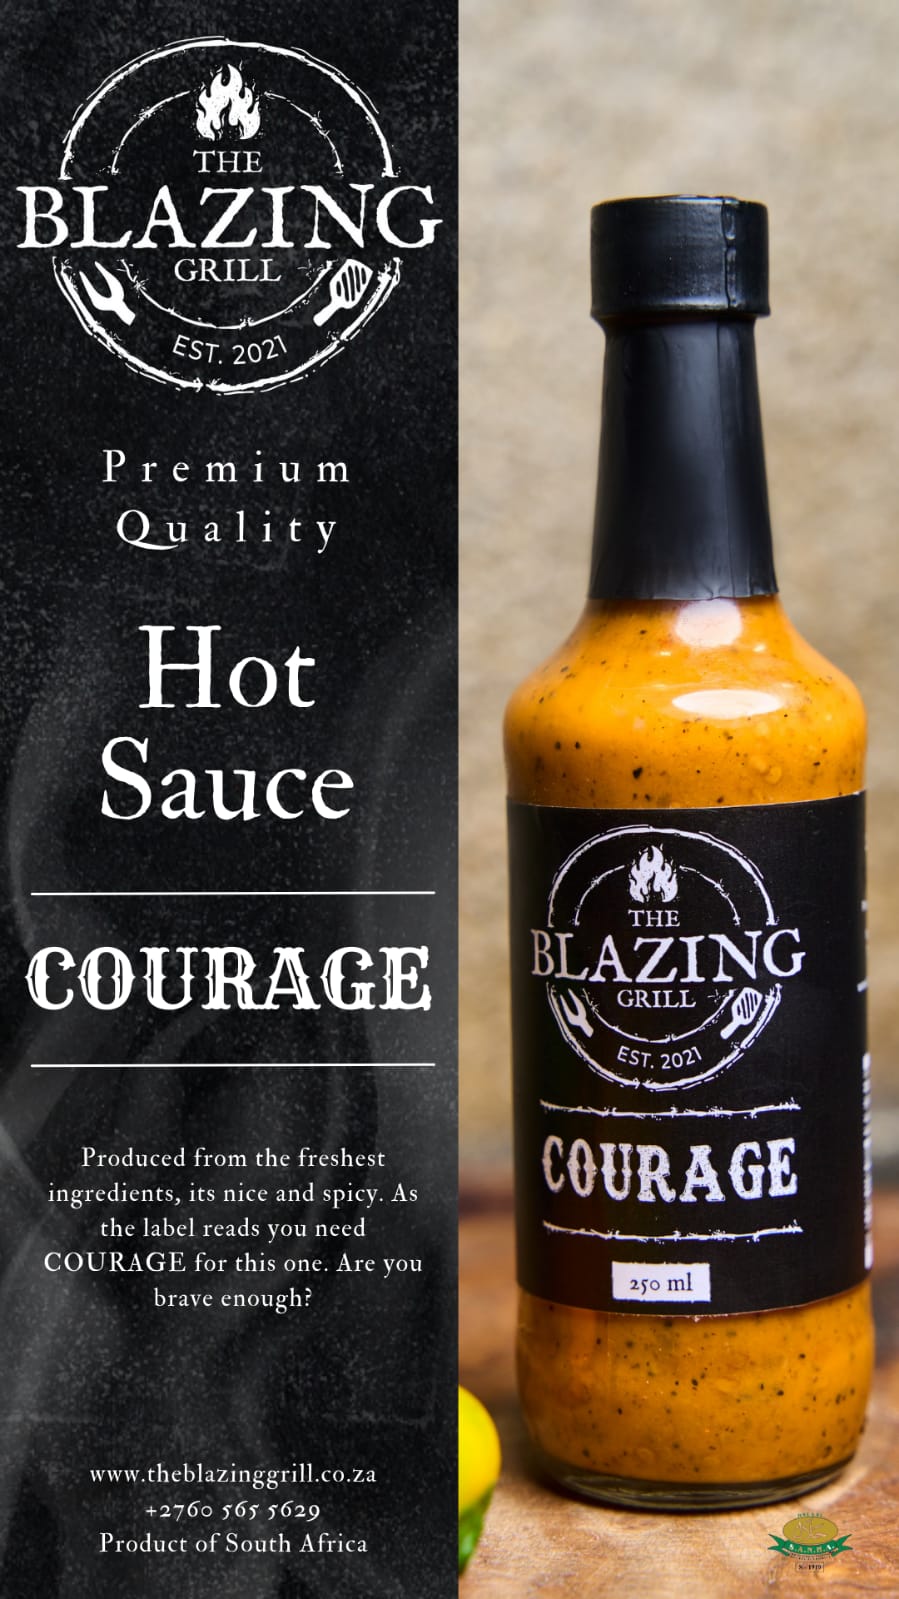 THE
BLAZING
GRILL
EST. 2021
Premium
Quality
Hot
Sauce
COURAGE
Produced from the freshest
ingredients, its nice and spicy. As
the label reads you need
COURAGE for this one. Are you
brave enough?
www.theblazinggrill.co.za
+2760 565 5629
Product of South Africa
THE
BLAZING
GRILL
EST. 2021
COURAGE
250 ml
S.A.N.H.A.